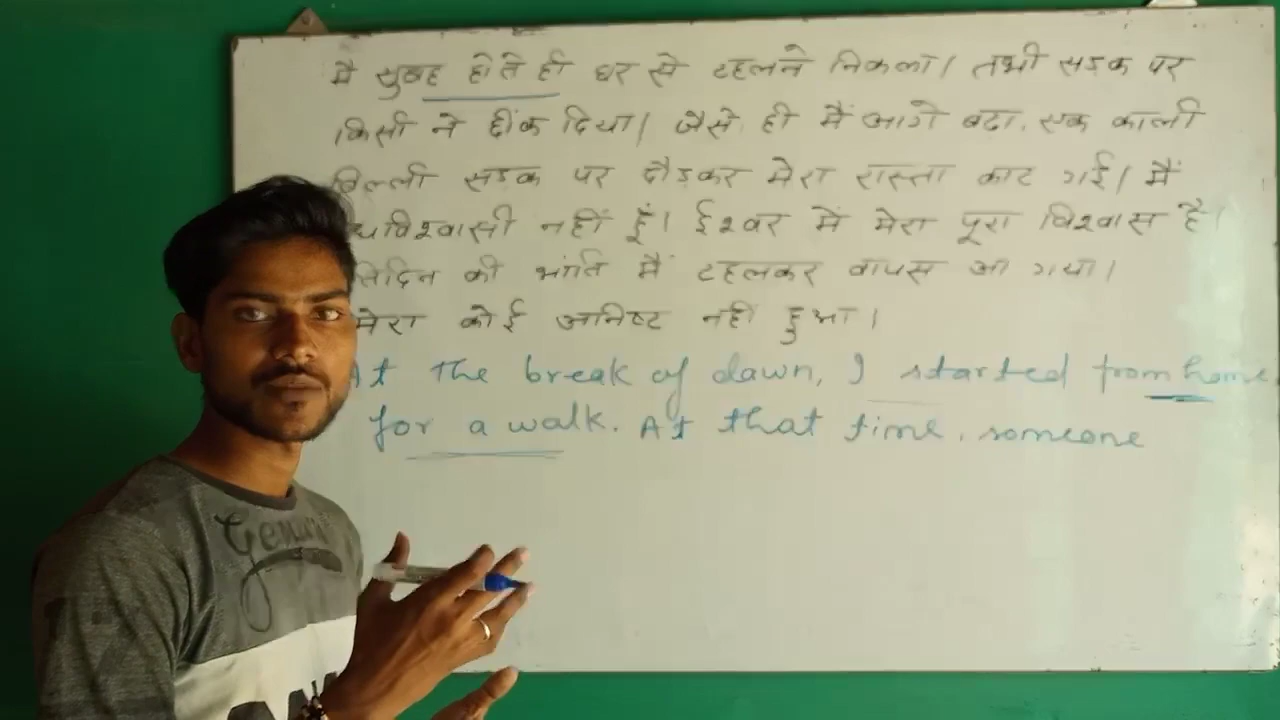 मै सुबह होते ही घर से टहलने निकला। तभी सड़क पर
किसी ने छींक दिया। जैसे ही मैं आगे बढा, एक काली
बिल्ली सड़क पर दौड़कर मेरा रास्ता काट गई। मैं
नहीं हूँ। ईश्वर में मेरा पूरा विश्वास है।
की भांति मैं टहलकर वापस आ गया।
मेरा कोई अनिष्ट नहीं हुआ।
At the break of dawn, I started from home
for a walk. At that time, someone